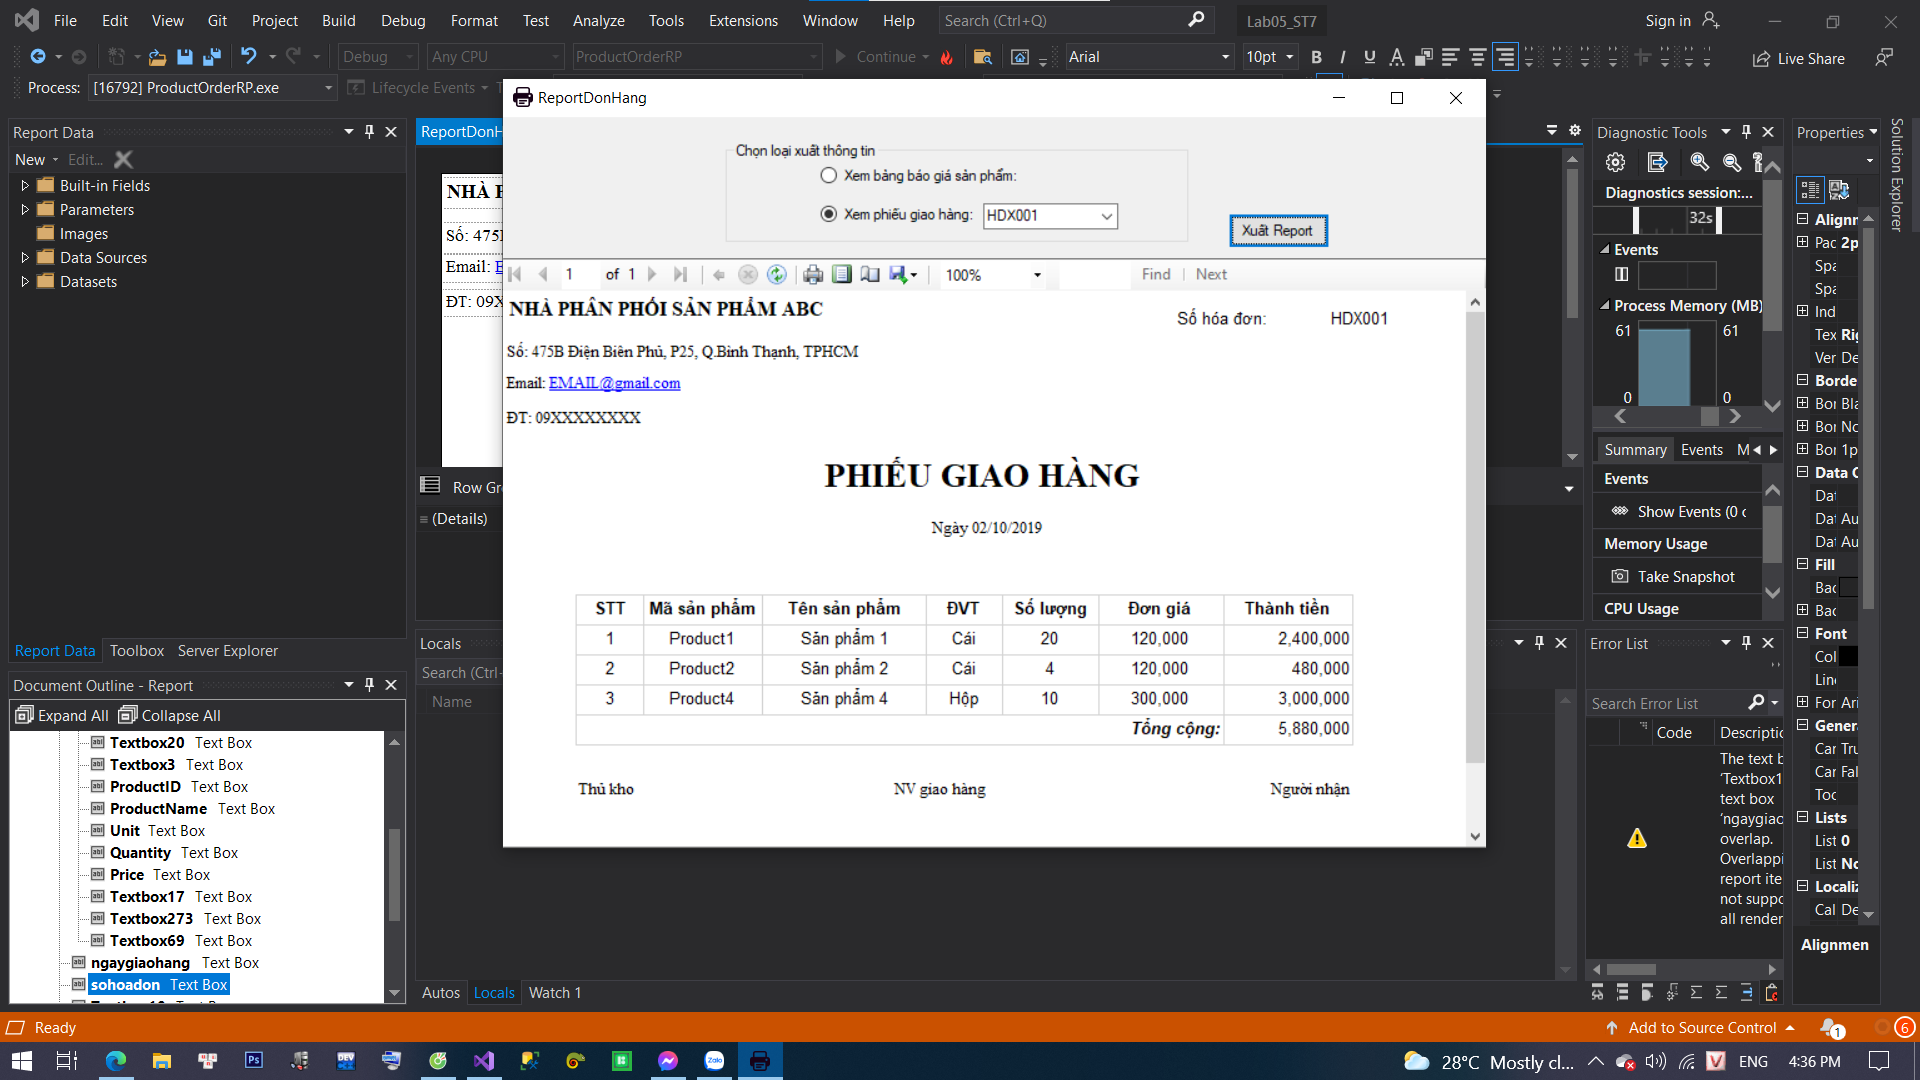 File Edit View Git Project Build Debug Format Test Analyze Tools Extensions Window Help Search (Ctrl+Q) Lab05_ST7 Sign in
Debug Any CPU ProductOrderRP Continue Arial 10pt B I U A Live Share
Process: [16792] ProductOrderRP.exe Lifecycle Events
ReportDonHang
Report Data
New Edit...
Built-in Fields
Parameters
Images
Data Sources
Datasets
Report Data Toolbox Server Explorer
Document Outline - Report
Expand All Collapse All
Textbox20 Text Box
Textbox3 Text Box
ProductID Text Box
ProductName Text Box
Unit Text Box
Quantity Text Box
Price Text Box
Textbox17 Text Box
Textbox273 Text Box
Textbox69 Text Box
ngaygiaohang Text Box
sohoadon Text Box
ReportDonH
NHÀ P
Số: 475B
Email: E
ĐT: 09X
Row Gr
(Details)
Locals
Search (Ctrl+
Name
Autos Locals Watch 1
Chọn loại xuất thông tin
Xem bảng báo giá sản phẩm:
Xem phiếu giao hàng: HDX001
Xuất Report
1 of 1 100% Find | Next
NHÀ PHÂN PHỐI SẢN PHẨM ABC
Số hóa đơn: HDX001
Số: 475B Điện Biên Phủ, P25, Q.Bình Thạnh, TPHCM
Email: EMAIL@gmail.com
ĐT: 09XXXXXXXX
PHIẾU GIAO HÀNG
Ngày 02/10/2019
STT Mã sản phẩm Tên sản phẩm ĐVT Số lượng Đơn giá Thành tiền
1 Product1 Sản phẩm 1 Cái 20 120,000 2,400,000
2 Product2 Sản phẩm 2 Cái 4 120,000 480,000
3 Product4 Sản phẩm 4 Hộp 10 300,000 3,000,000
Tổng cộng: 5,880,000
Thủ kho NV giao hàng Người nhận
Diagnostic Tools
Diagnostics session:...
32s
Events
Process Memory (MB)
61 61
0 0
Summary Events M
Events
Show Events (0 c
Memory Usage
Take Snapshot
CPU Usage
Error List
Search Error List
Code Descriptic
The text b
'Textbox1
text box
'ngaygiao
overlap.
Overlappi
report ite
not suppo
all render
Properties
Alignn
Pac 2p
Spa
Spa
Ind
Tex Rig
Ver De
Borde
Bor Bla
Bor No
Bor 1p
Data C
Dat
Dat Au
Dat Au
Fill
Bac
Bac
Font
Col
Line
For Ari
Genera
Car Tru
Car Fal
Toc
Lists
List 0
List No
Localiz
Cal De
Alignmen
Solution Explorer
Ready Add to Source Control 1 6
28°C Mostly cl... ENG 4:36 PM